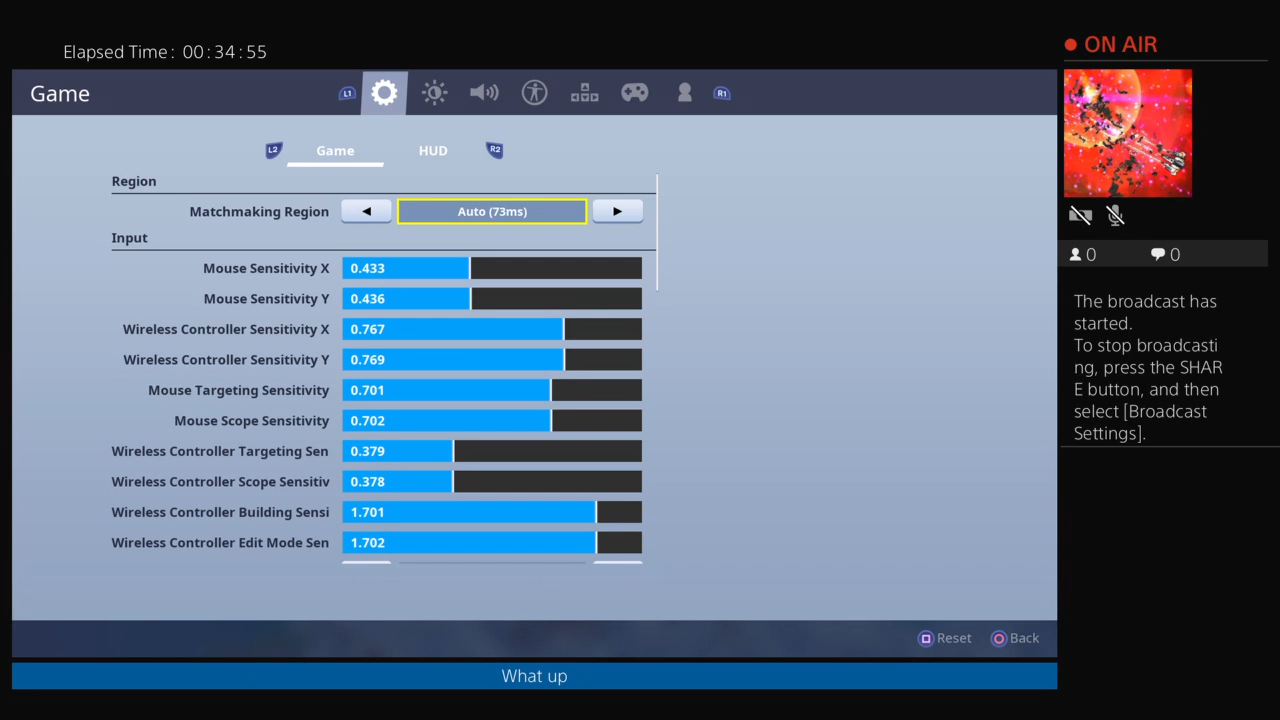 Elapsed Time: 00:34:55
ON AIR
Game
L1
R1
L2
Game
HUD
R2
Region
Matchmaking Region
Auto (73ms)
Input
Mouse Sensitivity X
0.433
Mouse Sensitivity Y
0.436
Wireless Controller Sensitivity X
0.767
Wireless Controller Sensitivity Y
0.769
Mouse Targeting Sensitivity
0.701
Mouse Scope Sensitivity
0.702
Wireless Controller Targeting Sen
0.379
Wireless Controller Scope Sensitiv
0.378
Wireless Controller Building Sensi
1.701
Wireless Controller Edit Mode Sen
1.702
Reset
Back
What up
0
0
The broadcast has
started.
To stop broadcasti
ng, press the SHAR
E button, and then
select [Broadcast
Settings].